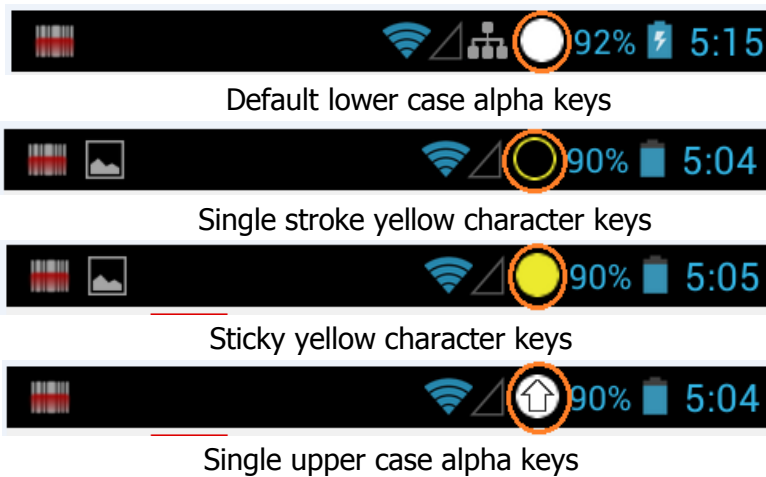 92% 5:15
Default lower case alpha keys
90% 5:04
Single stroke yellow character keys
90% 5:05
Sticky yellow character keys
90% 5:04
Single upper case alpha keys